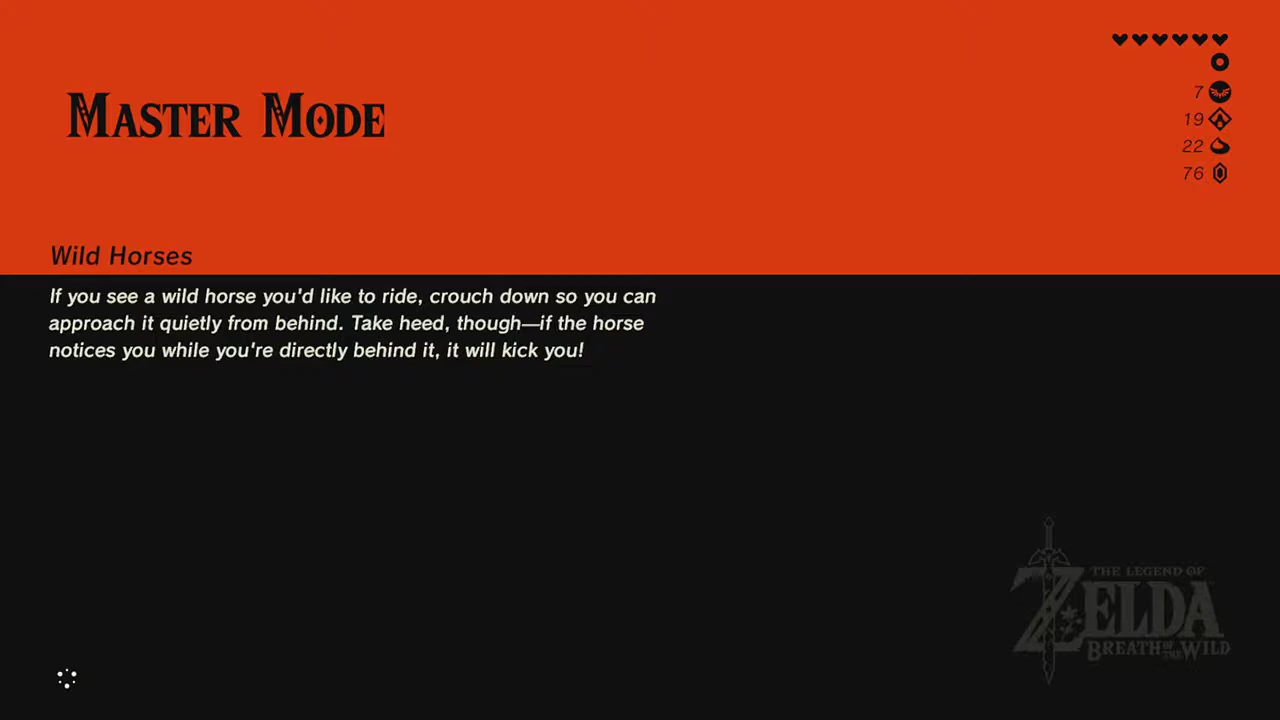 Master Mode
7
19
22
76
Wild Horses
If you see a wild horse you'd like to ride, crouch down so you can
approach it quietly from behind. Take heed, though—if the horse
notices you while you're directly behind it, it will kick you!
THE LEGEND OF
ZELDA
BREATH OF THE WILD